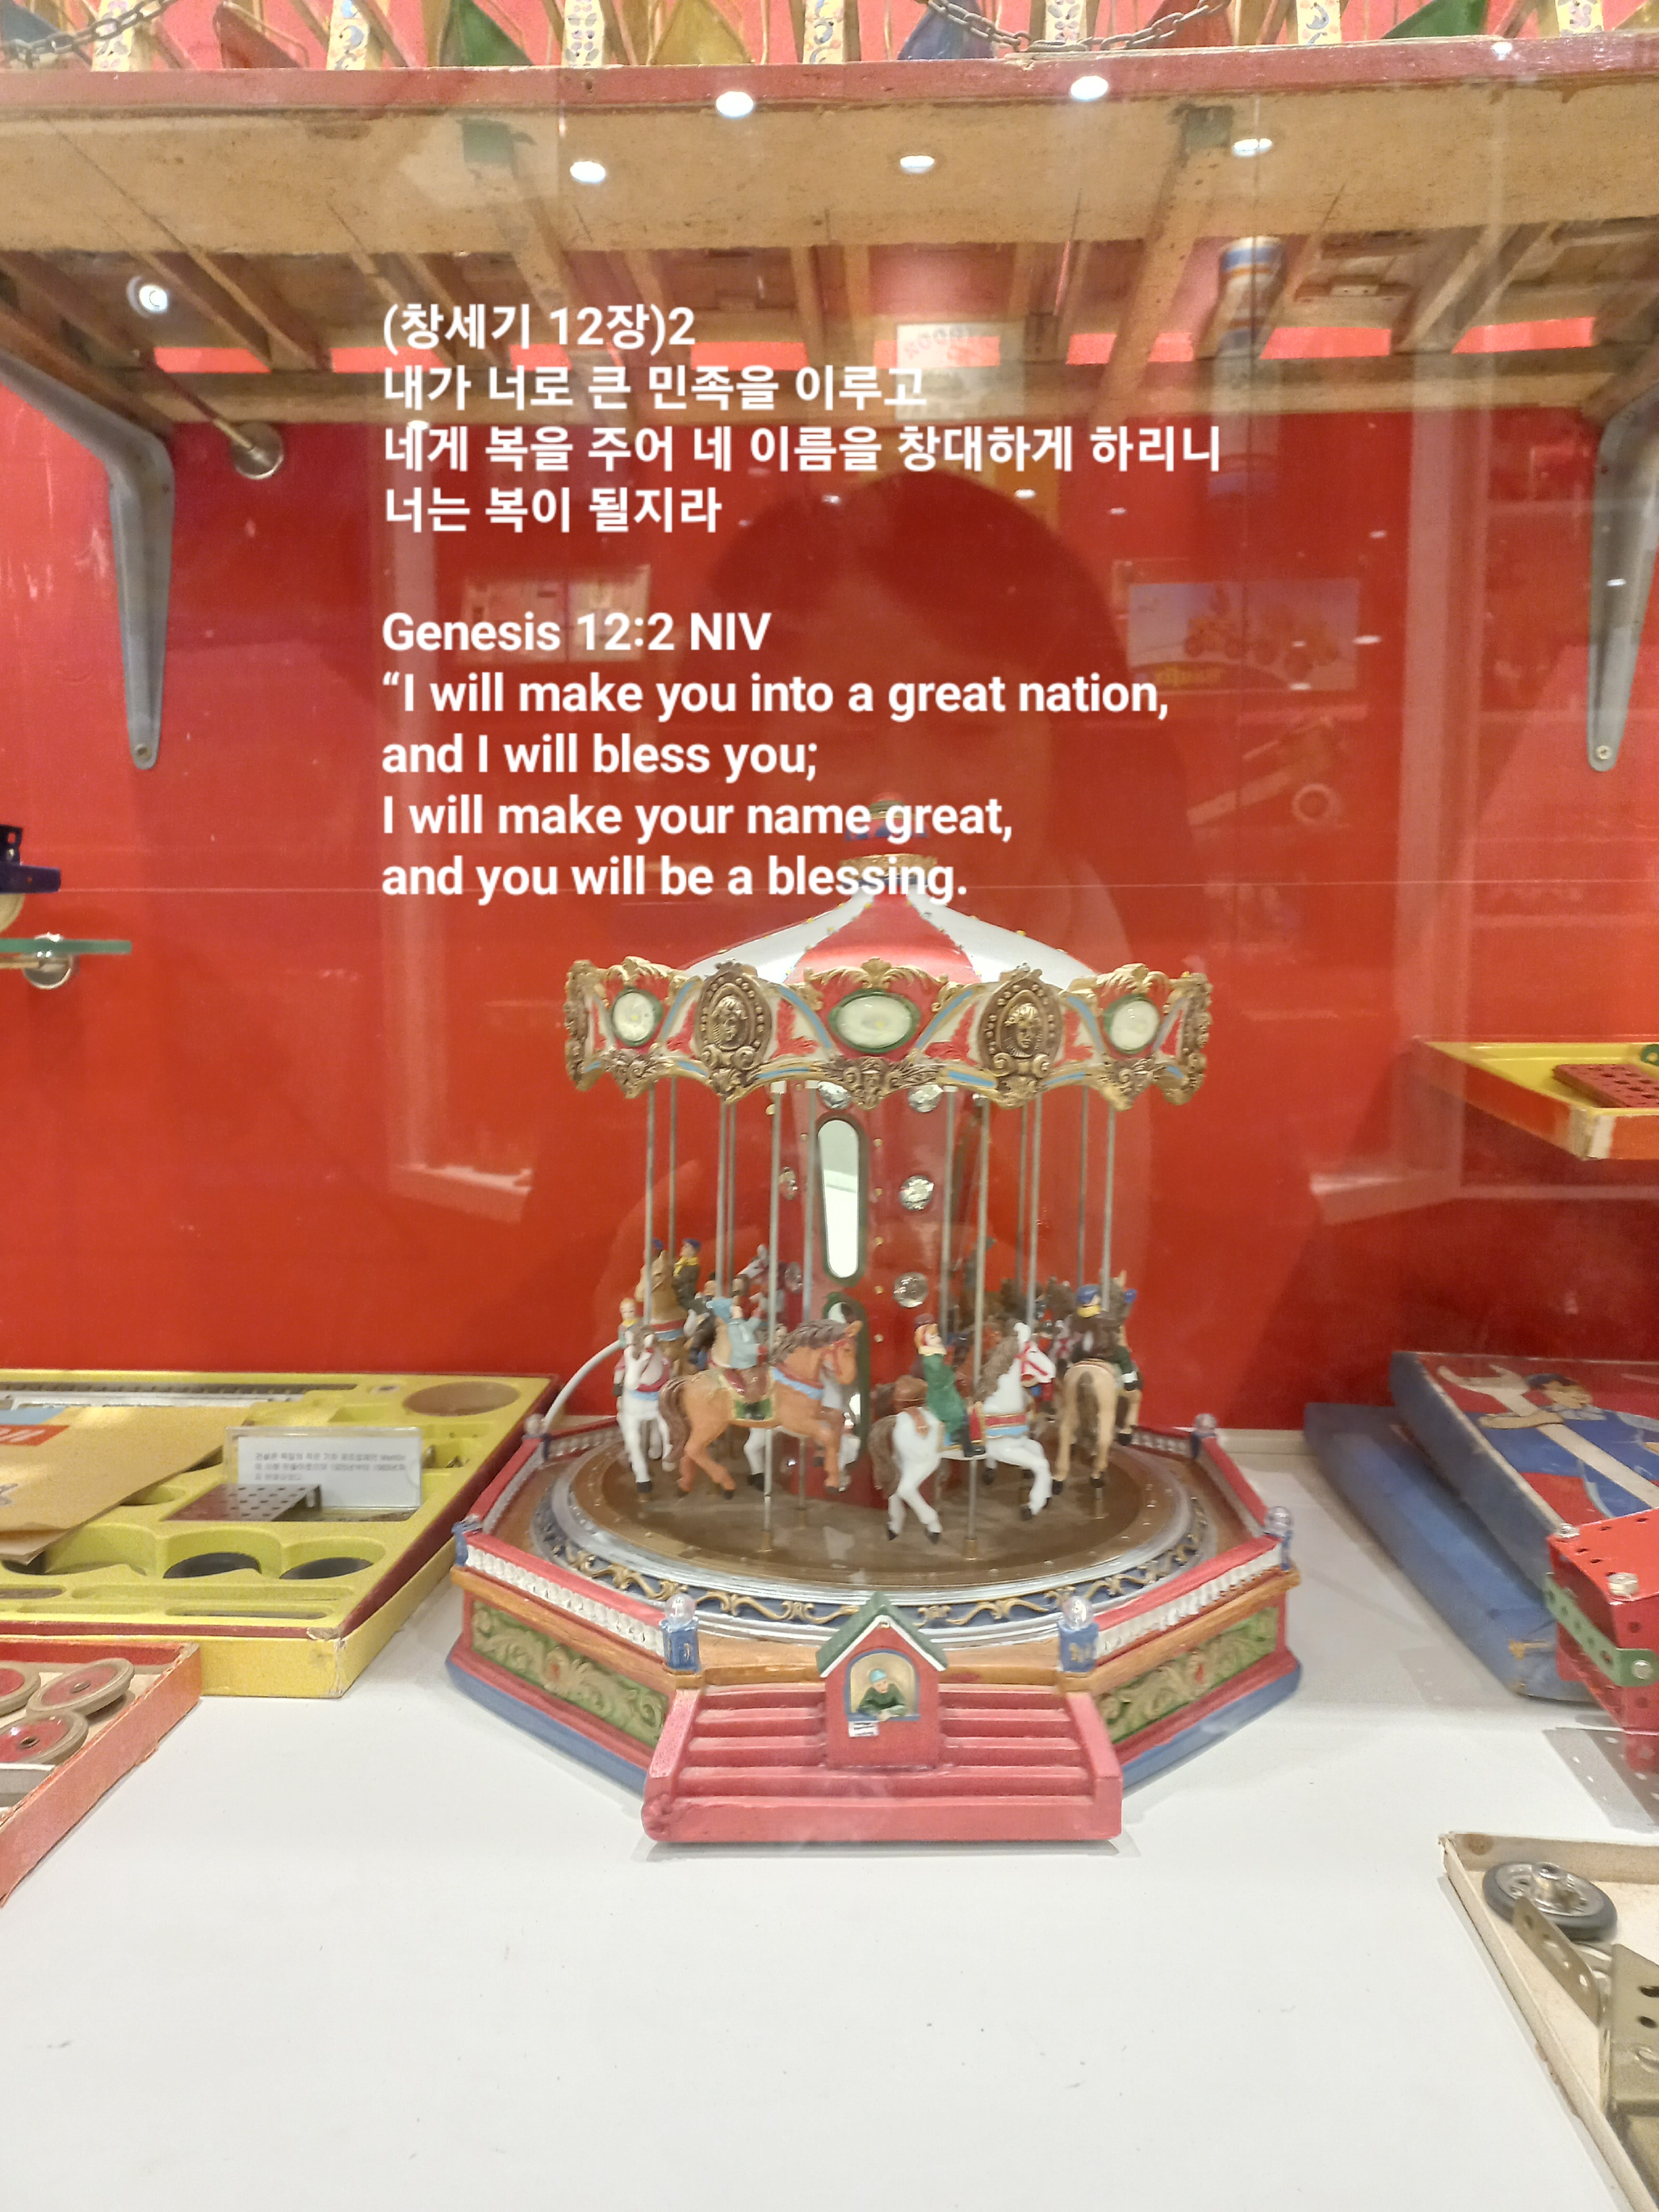 (창세기 12장)2
내가 너로 큰 민족을 이루고
네게 복을 주어 네 이름을 창대하게 하리니
너는 복이 될지라
Genesis 12:2 NIV
“I will make you into a great nation,
and I will bless you;
I will make your name great,
and you will be a blessing.